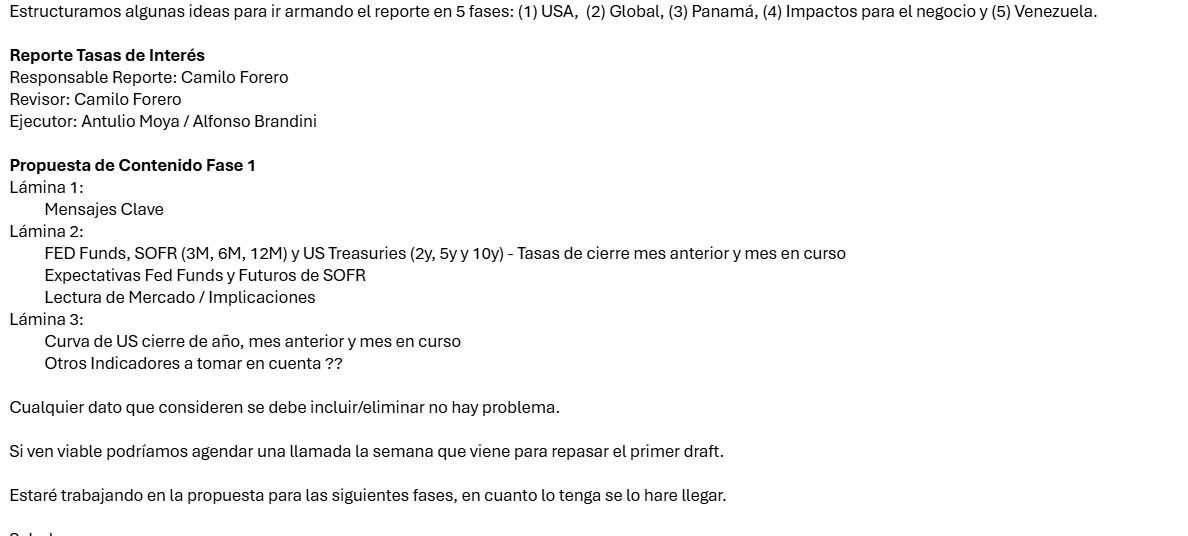 Estructuramos algunas ideas para ir armando el reporte en 5 fases: (1) USA,  (2) Global, (3) Panamá, (4) Impactos para el negocio y (5) Venezuela.
Reporte Tasas de Interés
Responsable Reporte: Camilo Forero
Revisor: Camilo Forero
Ejecutor: Antulio Moya / Alfonso Brandini
Propuesta de Contenido Fase 1
Lámina 1:
Mensajes Clave
Lámina 2:
FED Funds, SOFR (3M, 6M, 12M) y US Treasuries (2y, 5y y 10y) - Tasas de cierre mes anterior y mes en curso
Expectativas Fed Funds y Futuros de SOFR
Lectura de Mercado / Implicaciones
Lámina 3:
Curva de US cierre de año, mes anterior y mes en curso
Otros Indicadores a tomar en cuenta ??
Cualquier dato que consideren se debe incluir/eliminar no hay problema.
Si ven viable podríamos agendar una llamada la semana que viene para repasar el primer draft.
Estaré trabajando en la propuesta para las siguientes fases, en cuanto lo tenga se lo hare llegar.